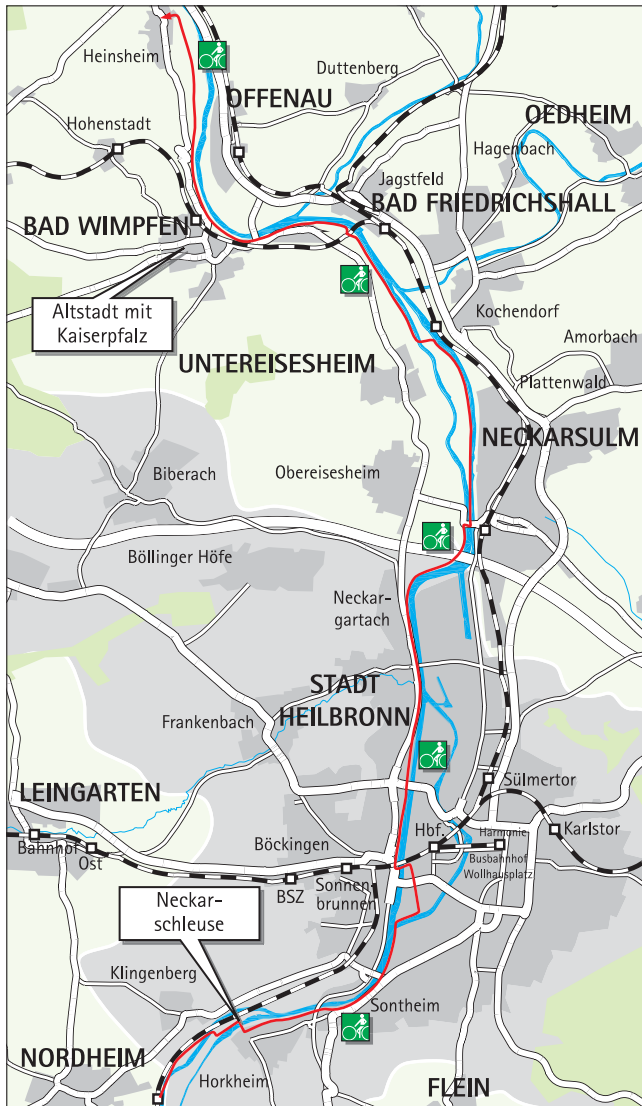 Heinsheim
Duttenberg
OFFENAU
OEDHEIM
Hohenstadt
Hagenbach
Jagstfeld
BAD FRIEDRICHSHALL
BAD WIMPFEN
Altstadt mit
Kaiserpfalz
Kochendorf
Amorbach
UNTEREISESHEIM
Plattenwald
NECKARSULM
Obereisesheim
Biberach
Böllinger Höfe
Neckar-
gartach
STADT
HEILBRONN
Frankenbach
Sülmertor
LEINGARTEN
Bahnhof
Ost
Böckingen
Hbf.
Harmonie
Karlstor
Busbahnhof
Wollhausplatz
BSZ
Sonnen-
brunnen
Neckar-
schleuse
Klingenberg
Sontheim
NORDHEIM
Horkheim
FLEIN